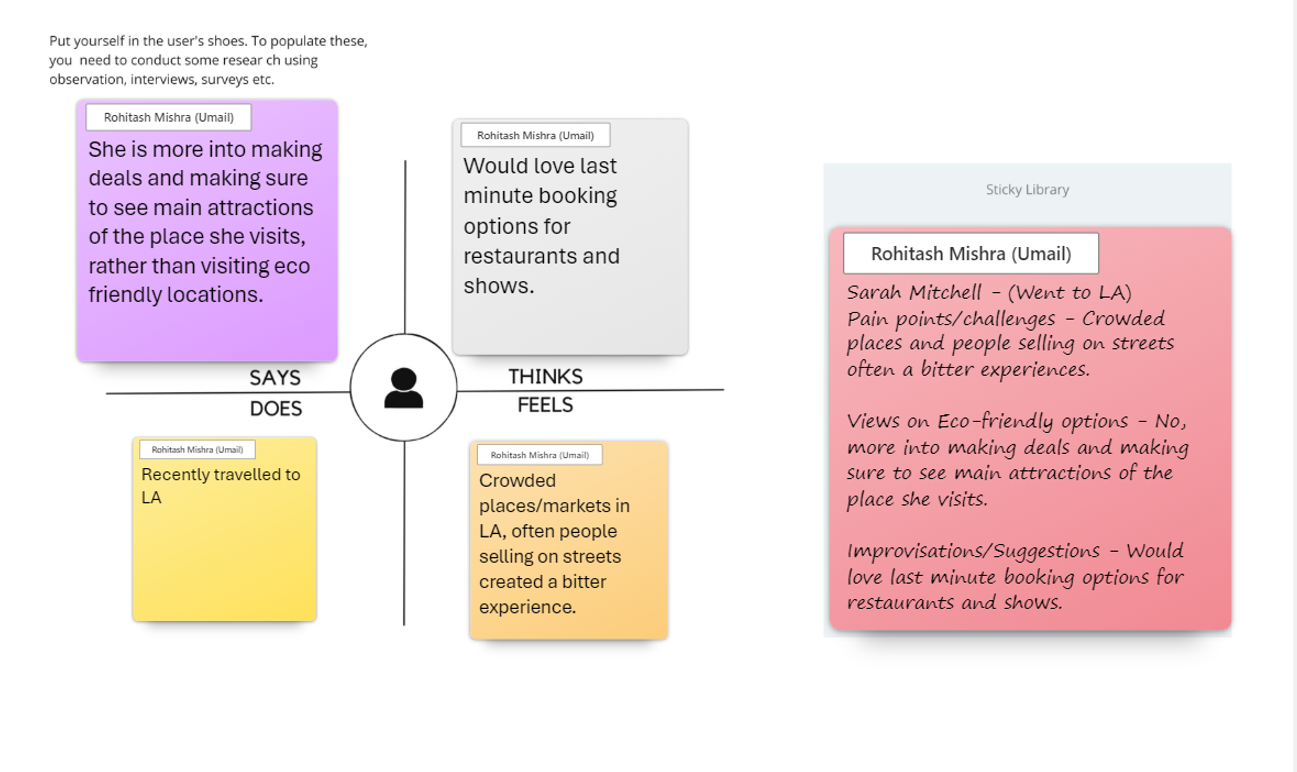 Put yourself in the user's shoes. To populate these,
you  need to conduct some resear ch using
observation, interviews, surveys etc.
Rohitash Mishra (Umail)
She is more into making
deals and making sure
to see main attractions
of the place she visits,
rather than visiting eco
friendly locations.
Rohitash Mishra (Umail)
Would love last
minute booking
options for
restaurants and
shows.
SAYS
THINKS
DOES
FEELS
Rohitash Mishra (Umail)
Recently travelled to
LA
Rohitash Mishra (Umail)
Crowded
places/markets in
LA, often people
selling on streets
created a bitter
experience.
Sticky Library
Rohitash Mishra (Umail)
Sarah Mitchell - (Went to LA)
Pain points/challenges - Crowded
places and people selling on streets
often a bitter experiences.
Views on Eco-friendly options - No,
more into making deals and making
sure to see main attractions of the
place she visits.
Improvisations/Suggestions - Would
love last minute booking options for
restaurants and shows.